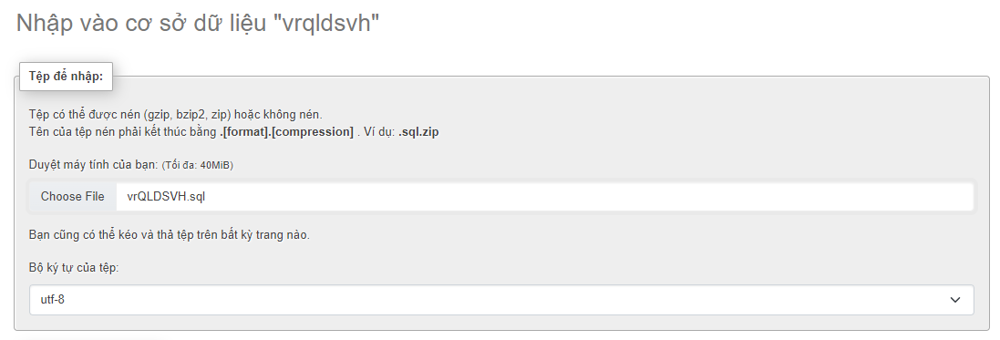 Nhập vào cơ sở dữ liệu "vrqldsvh"
Tệp để nhập:
Tệp có thể được nén (gzip, bzip2, zip) hoặc không nén.
Tên của tệp nén phải kết thúc bằng .[format].[compression] . Ví dụ: .sql.zip
Duyệt máy tính của bạn: (Tối đa: 40MiB)
Choose File vrQLDSVH.sql
Bạn cũng có thể kéo và thả tệp trên bất kỳ trang nào.
Bộ ký tự của tệp:
utf-8